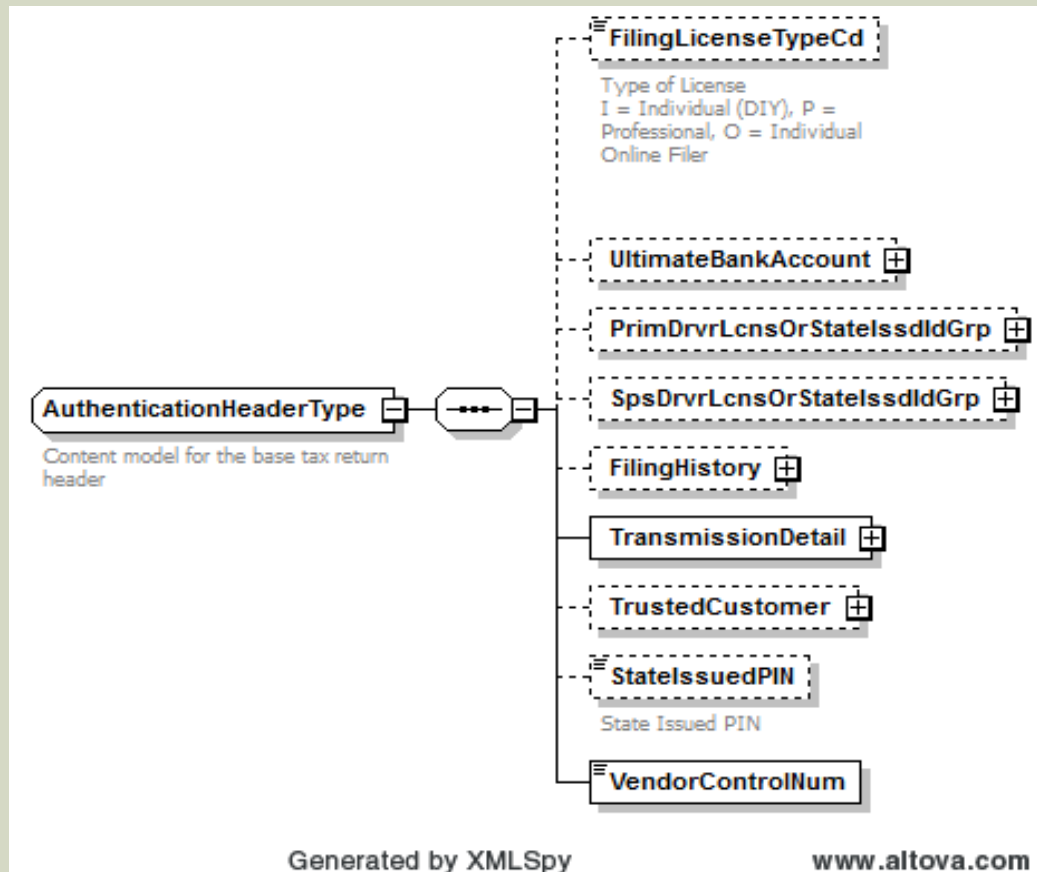 FilingLicenseTypeCd
Type of License
I = Individual (DIY), P =
Professional, O = Individual
Online Filer
UltimateBankAccount
PrimDrvrLcnsOrStateIssdIdGrp
SpsDrvrLcnsOrStateIssdIdGrp
AuthenticationHeaderType
Content model for the base tax return
header
FilingHistory
TransmissionDetail
TrustedCustomer
StateIssuedPIN
State Issued PIN
VendorControlNum
Generated by XMLSpy
www.altova.com